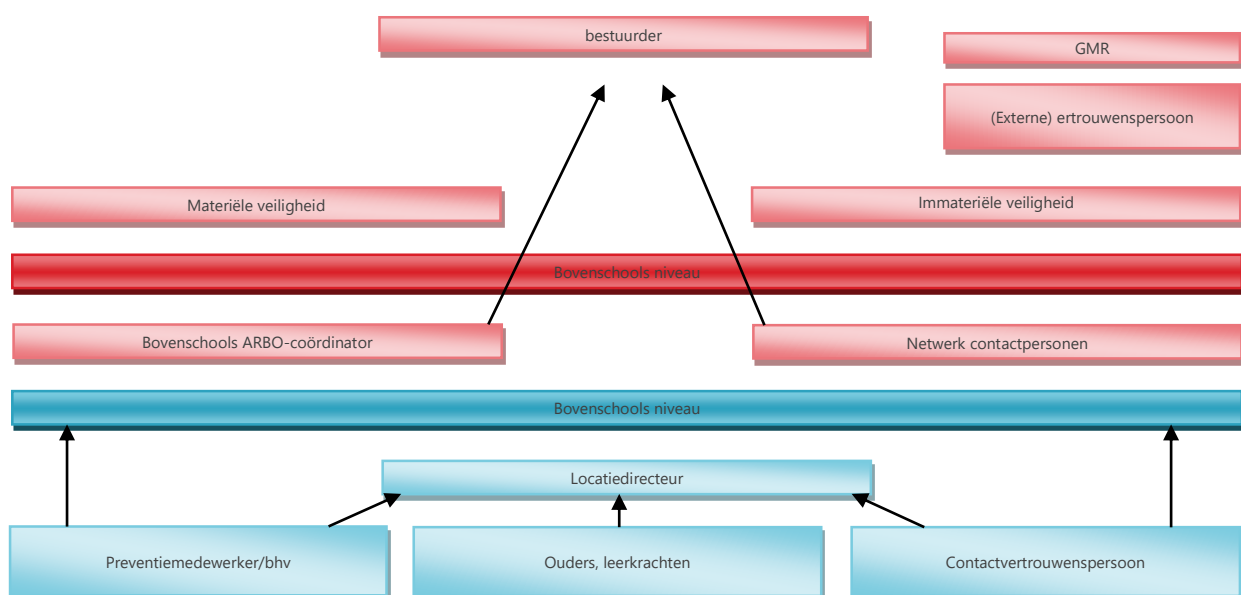 bestuurder
GMR
(Externe) ertrouwenspersoon
Materiële veiligheid
Immateriële veiligheid
Bovenschools niveau
Bovenschools ARBO-coördinator
Netwerk contactpersonen
Bovenschools niveau
Locatiedirecteur
Preventiemedewerker/bhv
Ouders, leerkrachten
Contactvertrouwenspersoon